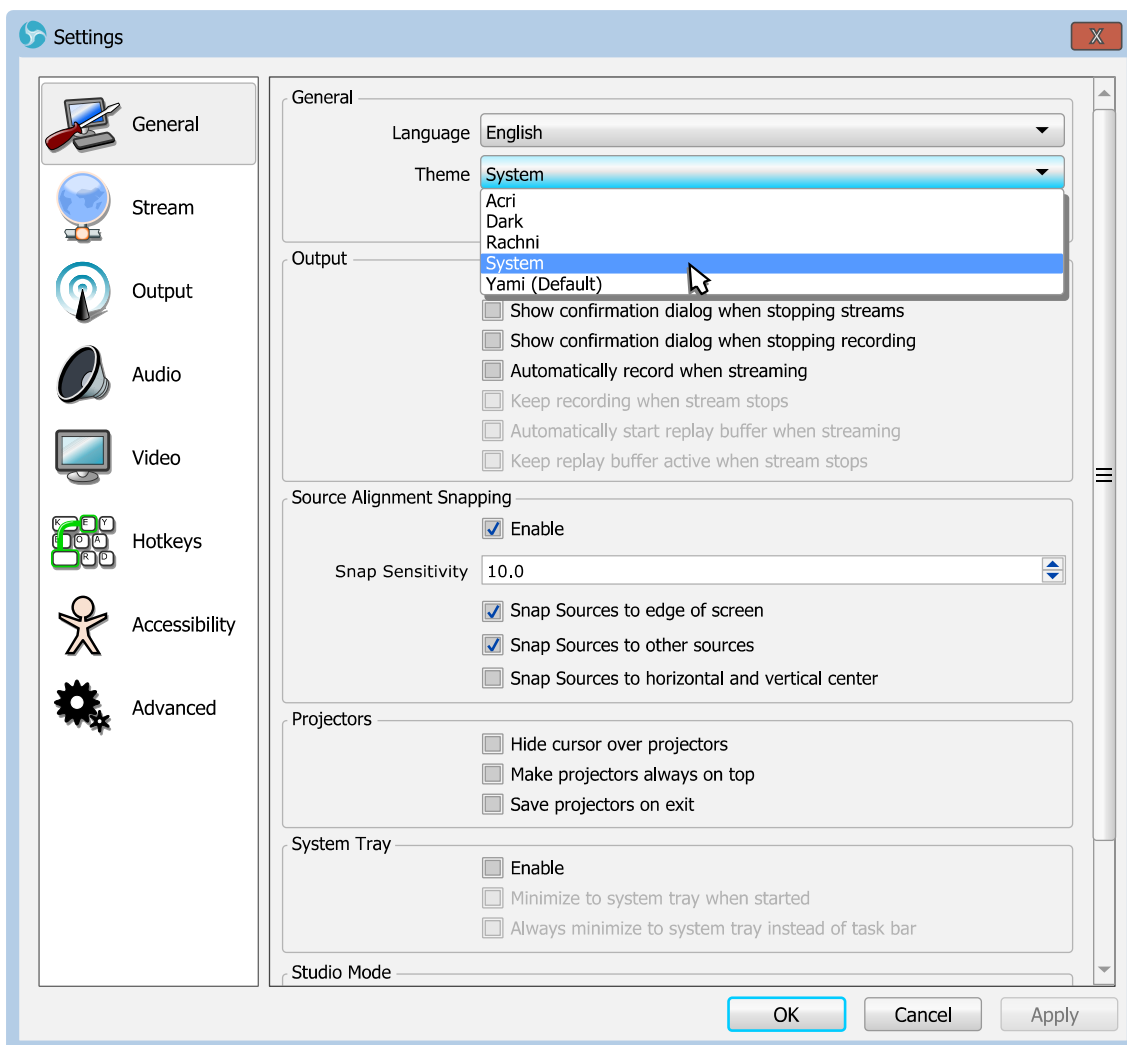 Settings
X
General
Stream
Output
Audio
Video
K E Y
B O A
R D
Hotkeys
Accessibility
Advanced
General
Language English
Theme System
Acri
Dark
Rachni
System
Yami (Default)
Output
Show confirmation dialog when stopping streams
Show confirmation dialog when stopping recording
Automatically record when streaming
Keep recording when stream stops
Automatically start replay buffer when streaming
Keep replay buffer active when stream stops
Source Alignment Snapping
Enable
Snap Sensitivity 10.0
Snap Sources to edge of screen
Snap Sources to other sources
Snap Sources to horizontal and vertical center
Projectors
Hide cursor over projectors
Make projectors always on top
Save projectors on exit
System Tray
Enable
Minimize to system tray when started
Always minimize to system tray instead of task bar
Studio Mode
OK Cancel Apply